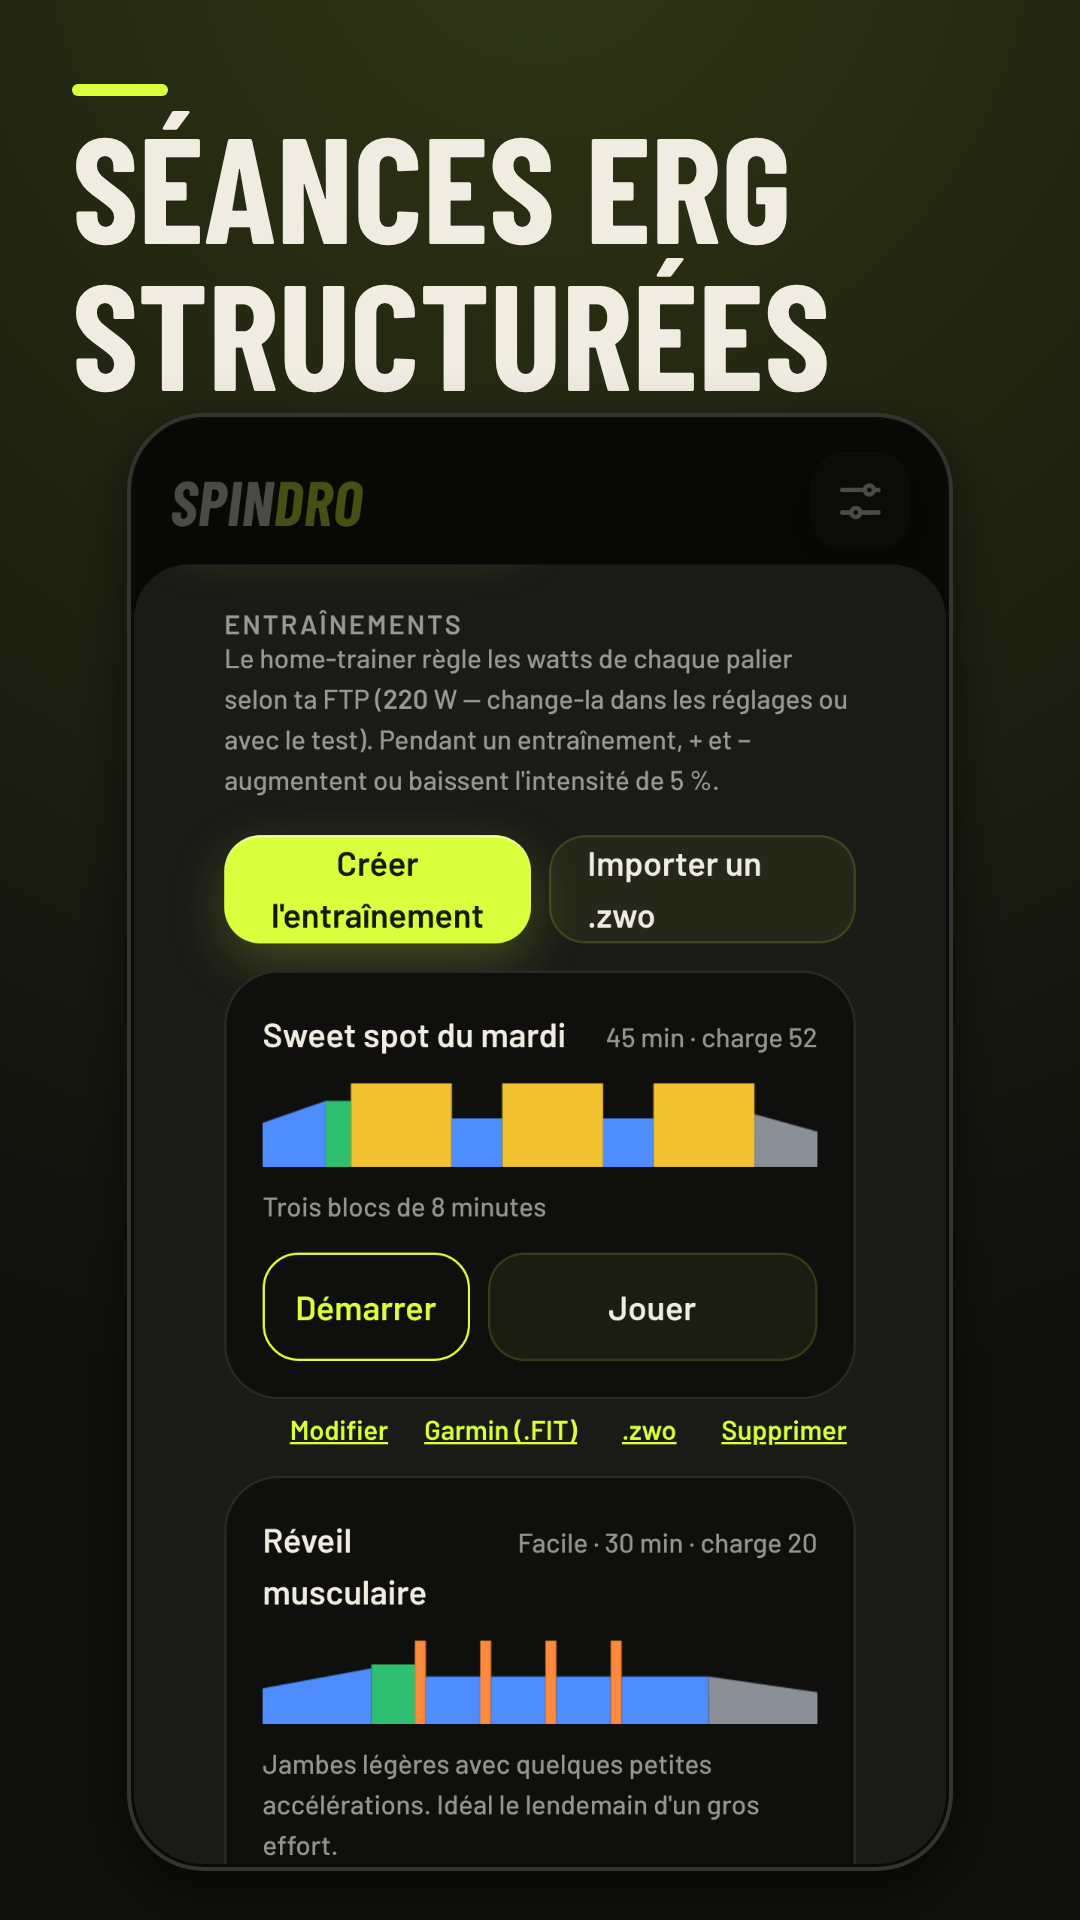 SÉANCES ERG
STRUCTURÉES
SPINDRO
ENTRAÎNEMENTS
Le home-trainer règle les watts de chaque palier
selon ta FTP (220 W — change-la dans les réglages ou
avec le test). Pendant un entraînement, + et −
augmentent ou baissent l'intensité de 5 %.
Créer
l'entraînement
Importer un
.zwo
Sweet spot du mardi
45 min · charge 52
Trois blocs de 8 minutes
Démarrer
Jouer
Modifier
Garmin (.FIT)
.zwo
Supprimer
Réveil
musculaire
Facile · 30 min · charge 20
Jambes légères avec quelques petites
accélérations. Idéal le lendemain d'un gros
effort.